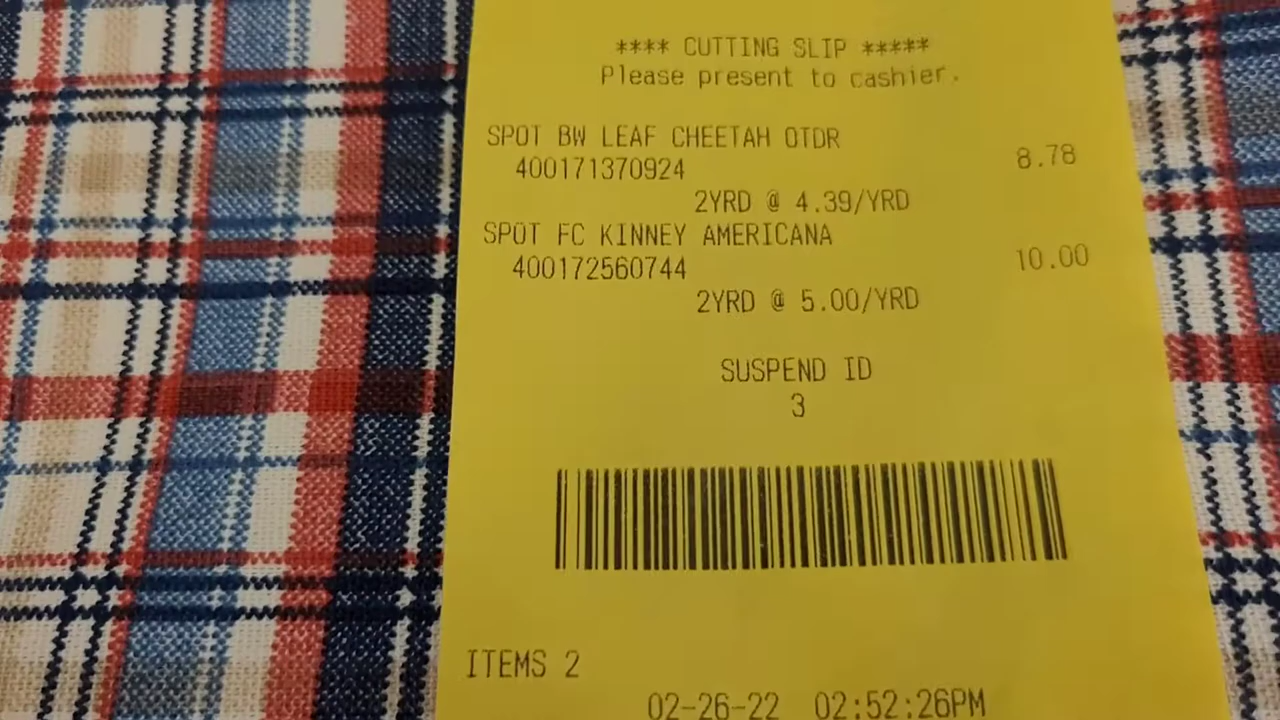 **** CUTTING SLIP *****
Please present to cashier.
SPOT BW LEAF CHEETAH OTDR
400171370924 8.78
2YRD @ 4.39/YRD
SPOT FC KINNEY AMERICANA
400172560744 10.00
2YRD @ 5.00/YRD
SUSPEND ID
3
ITEMS 2
02-26-22 02:52:26PM